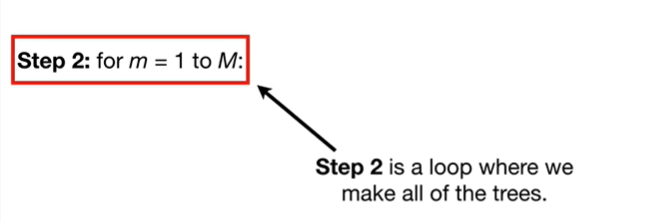 Step 2: for m = 1 to M:
Step 2 is a loop where we
make all of the trees.